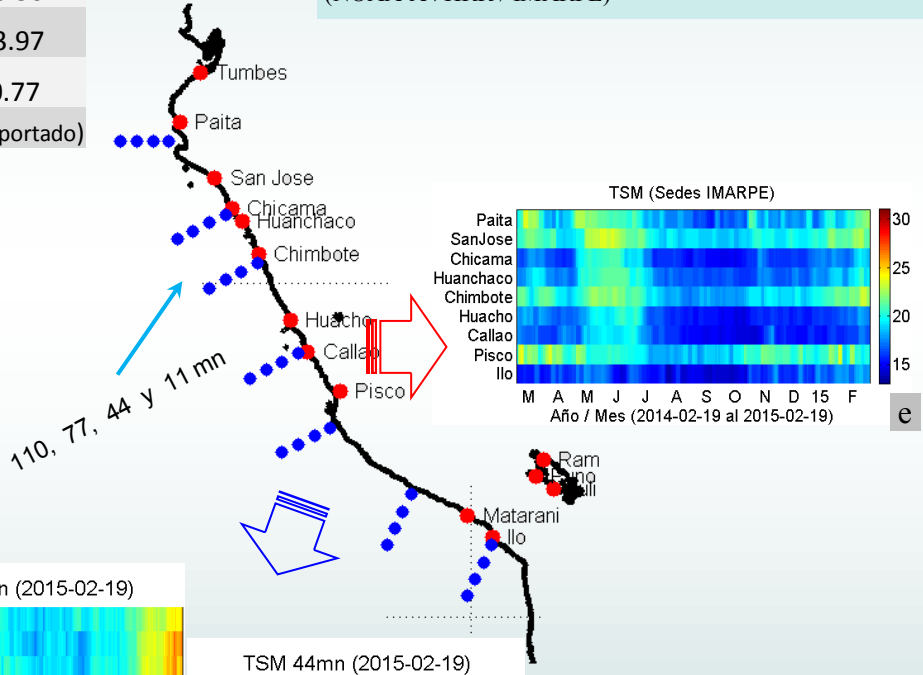 3.97
0.77
portado)
Tumbes
Paita
San Jose
Chicama
Huanchaco
Chimbote
Huacho
Callao
Pisco
110, 77, 44 y 11 mn
Ram
Matarani
Ilo
TSM (Sedes IMARPE)
Paita
SanJose
Chicama
Huanchaco
Chimbote
Huacho
Callao
Pisco
Ilo
30
25
20
15
M A M J J A S O N D 15 F
Año / Mes (2014-02-19 al 2015-02-19)
e
n (2015-02-19)
TSM 44mn (2015-02-19)